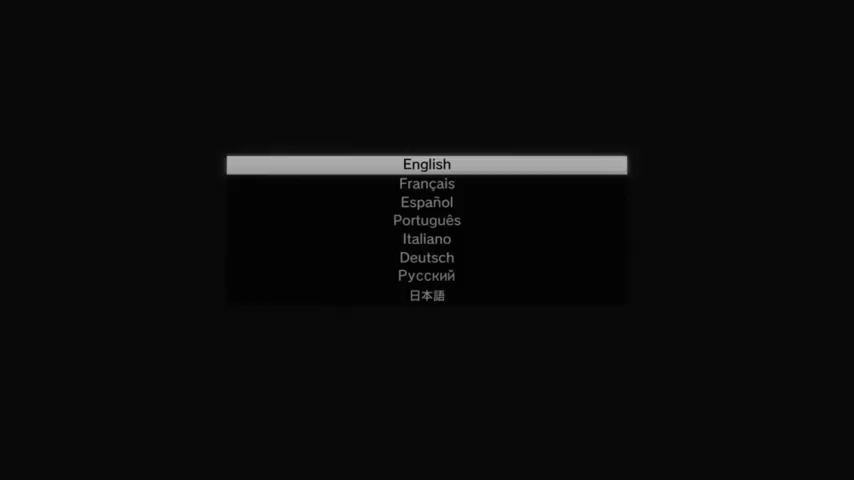 English
Français
Español
Português
Italiano
Deutsch
Русский
日本語